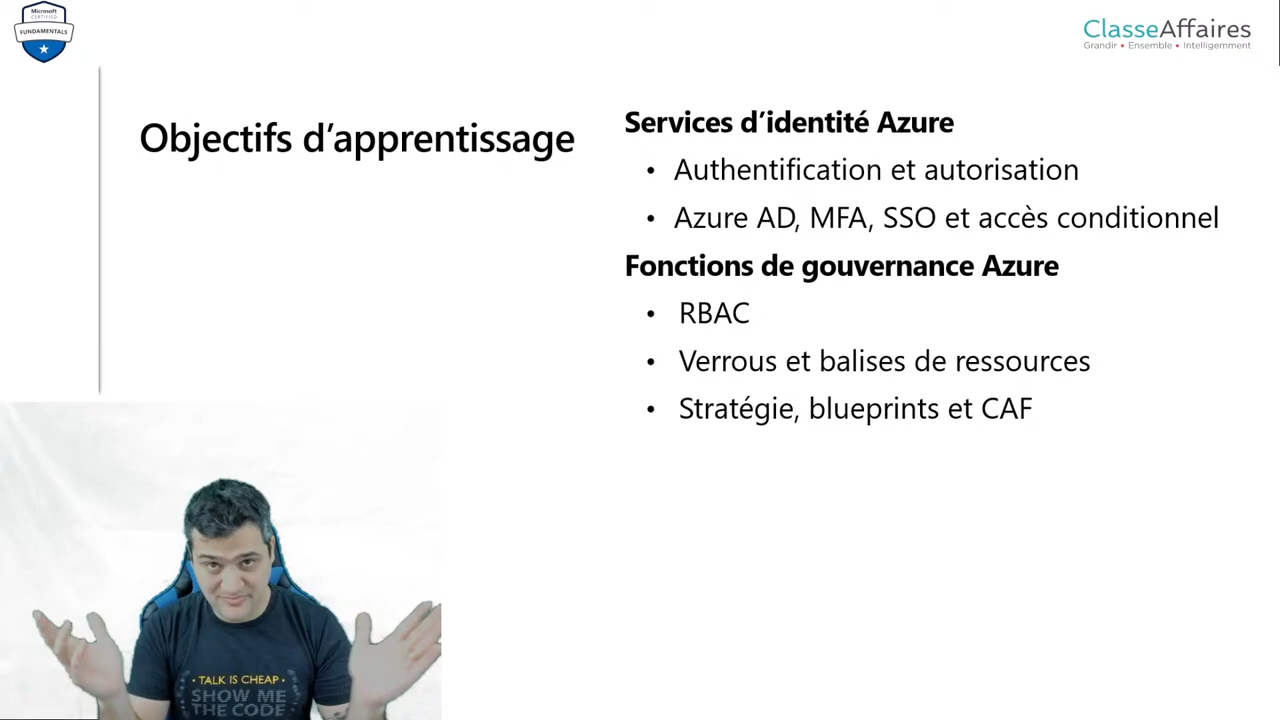 Microsoft
CERTIFIED
FUNDAMENTALS
ClasseAffaires
Grandir • Ensemble • Intelligemment
Objectifs d’apprentissage
Services d’identité Azure
• Authentification et autorisation
• Azure AD, MFA, SSO et accès conditionnel
Fonctions de gouvernance Azure
• RBAC
• Verrous et balises de ressources
• Stratégie, blueprints et CAF
• TALK IS CHEAP •
SHOW ME
THE CODE